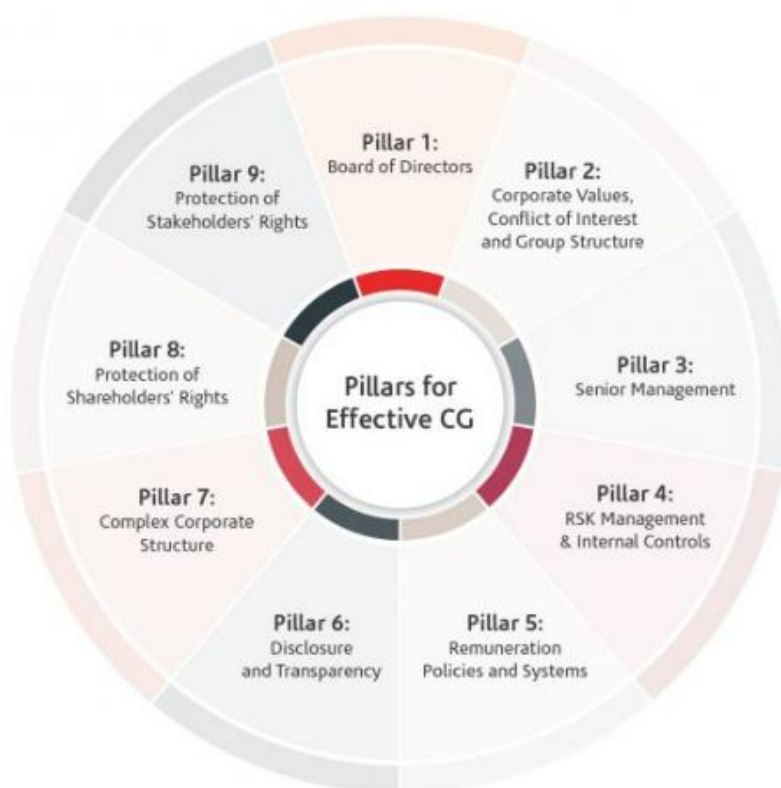 Pillars for
Effective CG
Pillar 1:
Board of Directors
Pillar 2:
Corporate Values,
Conflict of Interest
and Group Structure
Pillar 3:
Senior Management
Pillar 4:
RSK Management
& Internal Controls
Pillar 5:
Remuneration
Policies and Systems
Pillar 6:
Disclosure
and Transparency
Pillar 7:
Complex Corporate
Structure
Pillar 8:
Protection of
Shareholders' Rights
Pillar 9:
Protection of
Stakeholders' Rights